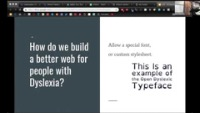 How do we build
a better web for
people with
Dyslexia?
Allow a special font,
or custom stylesheet.
This is an
example of
the Open Dyslexic
Typeface